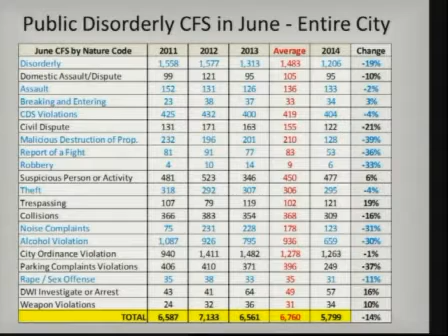 Public Disorderly CFS in June - Entire City
June CFS by Nature Code 2011 2012 2013 Average 2014 Change
Disorderly 1,558 1,577 1,313 1,483 1,206 -19%
Domestic Assault/Dispute 99 121 95 105 95 -10%
Assault 152 131 126 136 133 -2%
Breaking and Entering 23 38 37 33 34 3%
CDS Violations 425 432 400 419 404 -4%
Civil Dispute 131 171 163 155 122 -21%
Malicious Destruction of Prop. 232 196 201 210 128 -39%
Report of a Fight 81 91 77 83 53 -36%
Robbery 4 10 14 9 6 -33%
Suspicious Person or Activity 481 523 346 450 477 6%
Theft 318 292 307 306 295 -4%
Trespassing 107 79 119 102 121 19%
Collisions 366 383 354 368 309 -16%
Noise Complaints 75 231 228 178 123 -31%
Alcohol Violation 1,087 926 795 936 659 -30%
City Ordinance Violation 940 1,411 1,482 1,278 1,263 -1%
Parking Complaints Violations 406 410 371 396 249 -37%
Rape / Sex Offense 35 38 33 35 31 -11%
DWI Investigate or Arrest 43 41 64 49 57 16%
Weapon Violations 24 32 36 31 34 10%
TOTAL 6,587 7,133 6,561 6,760 5,799 -14%